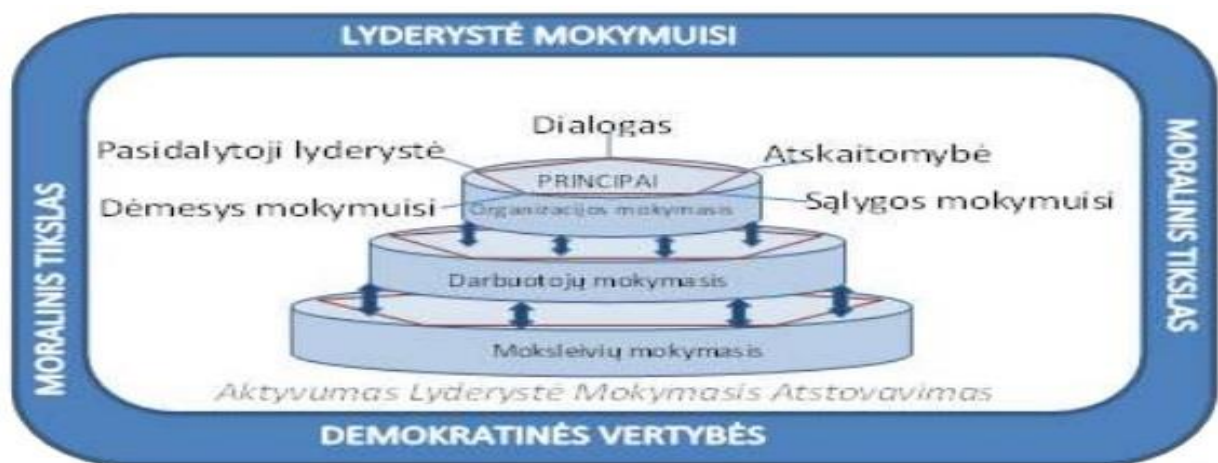 LYDERYSTĖ MOKYMUISI
MORALINIS TIKSLAS
MORALINIS TIKSLAS
Dialogas
Pasidalytoji lyderystė
Atskaitomybė
PRINCIPAI
Dėmesys mokymuisi
Sąlygos mokymuisi
Organizacijos mokymasis
Darbuotojų mokymasis
Moksleivių mokymasis
Aktyvumas Lyderystė Mokymasis Atstovavimas
DEMOKRATINĖS VERTYBĖS